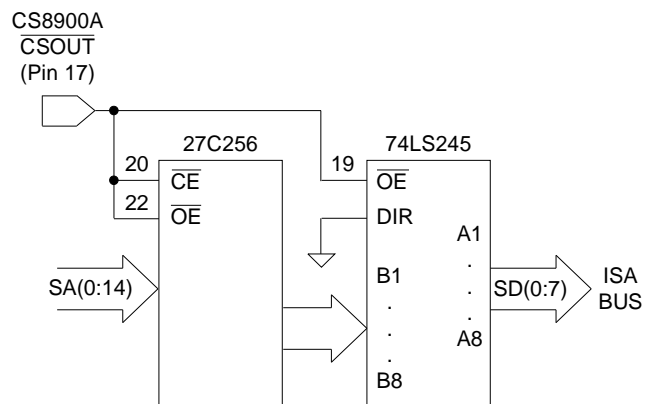 CS8900A
CSOUT
(Pin 17)
27C256
74LS245
20
CE
19
OE
22
OE
DIR
A1
.
.
.
A8
SA(0:14)
B1
.
.
.
B8
SD(0:7)
ISA
BUS